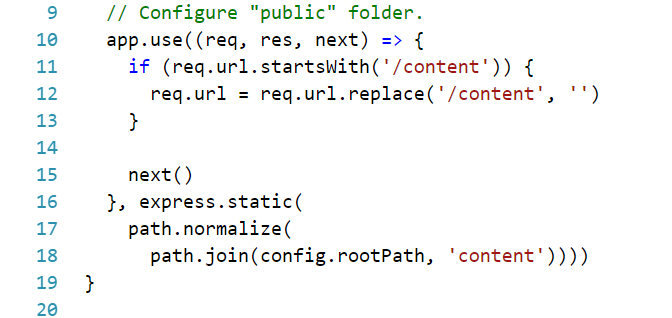 9 // Configure "public" folder.
10 app.use((req, res, next) => {
11 if (req.url.startsWith('/content')) {
12 req.url = req.url.replace('/content', '')
13 }
14
15 next()
16 }, express.static(
17 path.normalize(
18 path.join(config.rootPath, 'content'))))
19 }
20